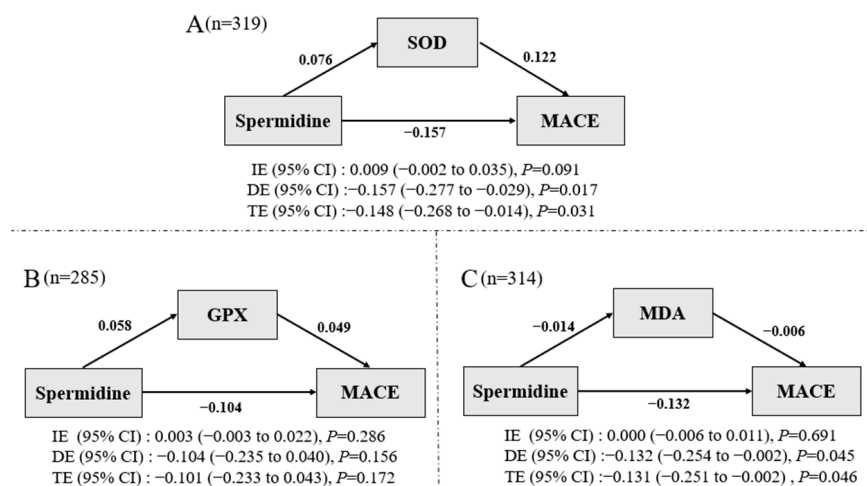 A(n=319)
SOD
0.076
0.122
Spermidine
MACE
−0.157
IE (95% CI) : 0.009 (−0.002 to 0.035), P=0.091
DE (95% CI) :−0.157 (−0.277 to −0.029), P=0.017
TE (95% CI) :−0.148 (−0.268 to −0.014), P=0.031
B(n=285)
GPX
0.058
0.049
Spermidine
MACE
−0.104
IE (95% CI) : 0.003 (−0.003 to 0.022), P=0.286
DE (95% CI) : −0.104 (−0.235 to 0.040), P=0.156
TE (95% CI) : −0.101 (−0.233 to 0.043), P=0.172
C(n=314)
MDA
−0.014
−0.006
Spermidine
MACE
−0.132
IE (95% CI) : 0.000 (−0.006 to 0.011), P=0.691
DE (95% CI) :−0.132 (−0.254 to −0.002), P=0.045
TE (95% CI) : −0.131 (−0.251 to −0.002) , P=0.046